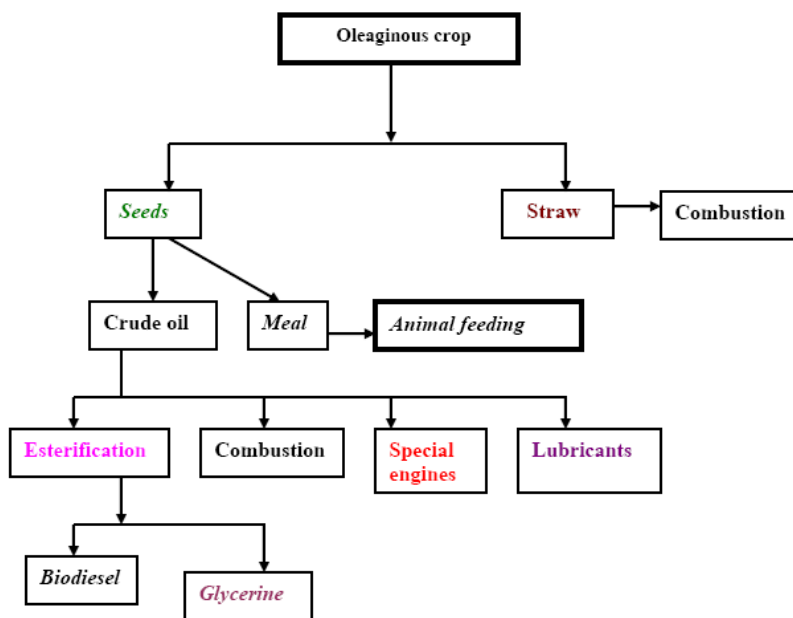 Oleaginous crop
Seeds
Straw
Combustion
Crude oil
Meal
Animal feeding
Esterification
Combustion
Special
engines
Lubricants
Biodiesel
Glycerine